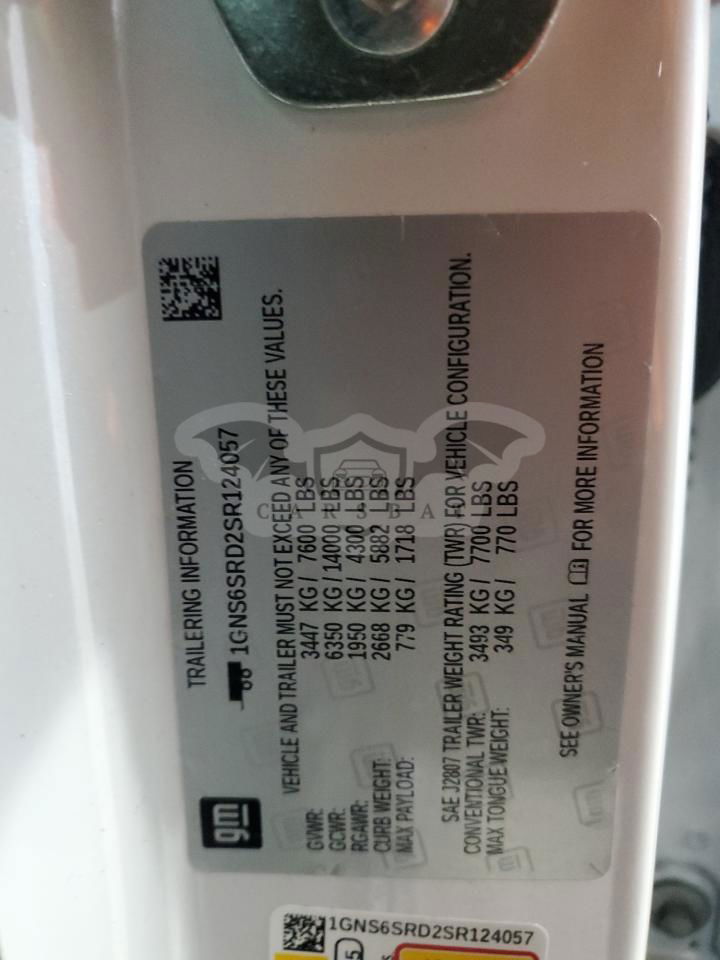 TRAILERING INFORMATION
1GNS6SRD2SR124057
VEHICLE AND TRAILER MUST NOT EXCEED ANY OF THESE VALUES.
GVWR: 3447 KG / 7600 LBS
GCWR: 6350 KG / 14000 LBS
RGAWR: 1950 KG / 4300 LBS
CURB WEIGHT: 2668 KG / 5882 LBS
MAX PAYLOAD: 779 KG / 1718 LBS
SAE J2807 TRAILER WEIGHT RATING (TWR) FOR VEHICLE CONFIGURATION.
CONVENTIONAL TWR: 3493 KG / 7700 LBS
MAX TONGUE WEIGHT: 349 KG / 770 LBS
SEE OWNER'S MANUAL FOR MORE INFORMATION
gm
1GNS6SRD2SR124057